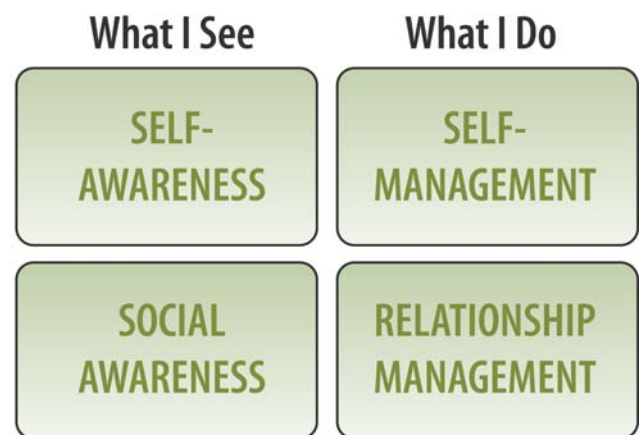 What I See
What I Do
SELF-
AWARENESS
SELF-
MANAGEMENT
SOCIAL
AWARENESS
RELATIONSHIP
MANAGEMENT